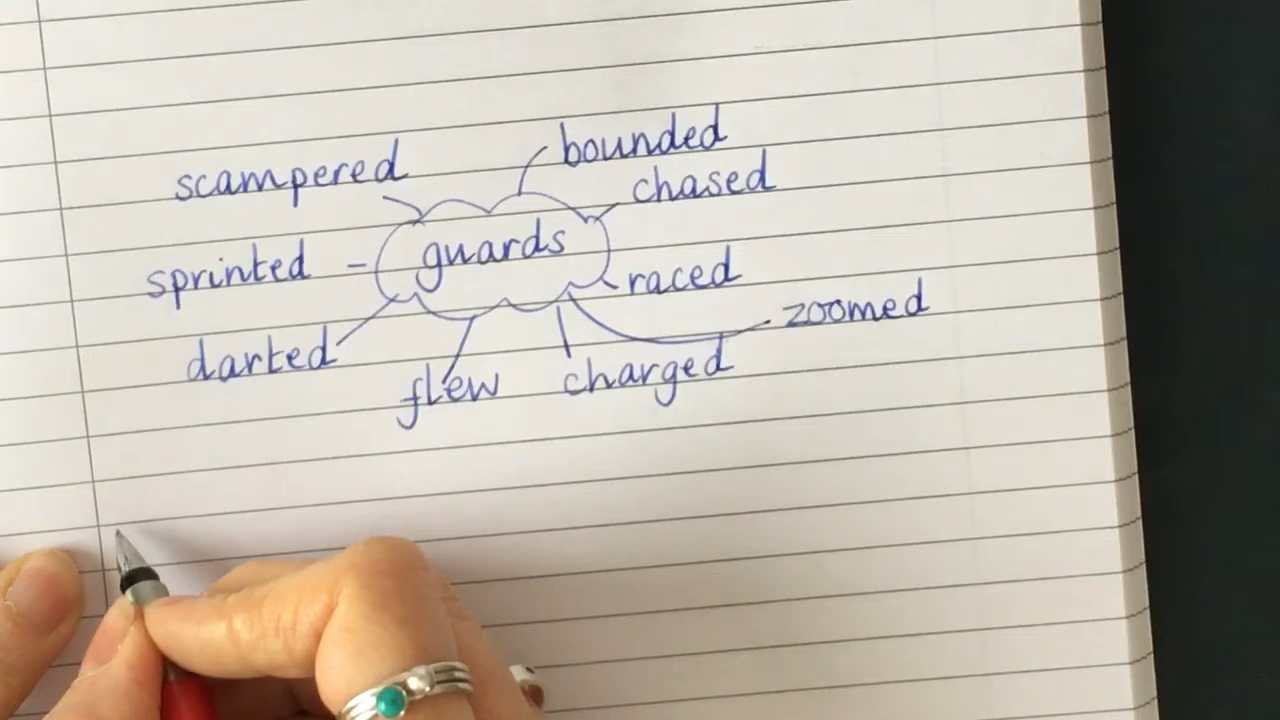 bounded
scampered
chased
guards
sprinted
raced
zoomed
darted
flew
charged